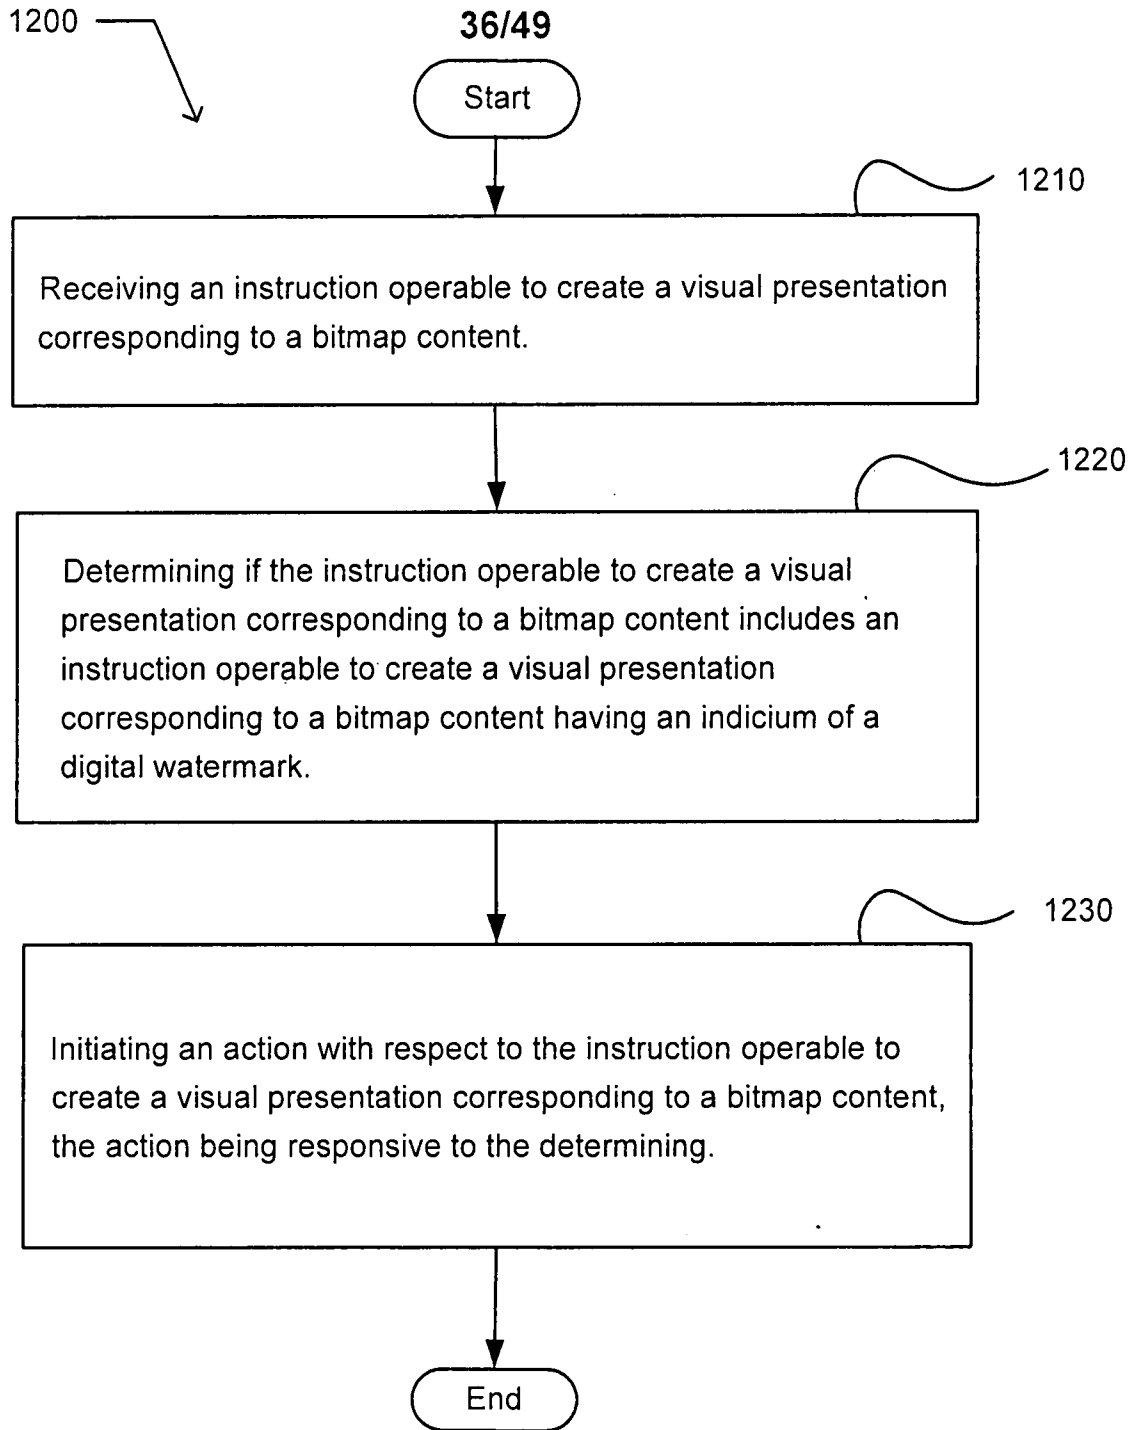 1200
36/49
Start
1210
Receiving an instruction operable to create a visual presentation
corresponding to a bitmap content.
1220
Determining if the instruction operable to create a visual
presentation corresponding to a bitmap content includes an
instruction operable to create a visual presentation
corresponding to a bitmap content having an indicium of a
digital watermark.
1230
Initiating an action with respect to the instruction operable to
create a visual presentation corresponding to a bitmap content,
the action being responsive to the determining.
End